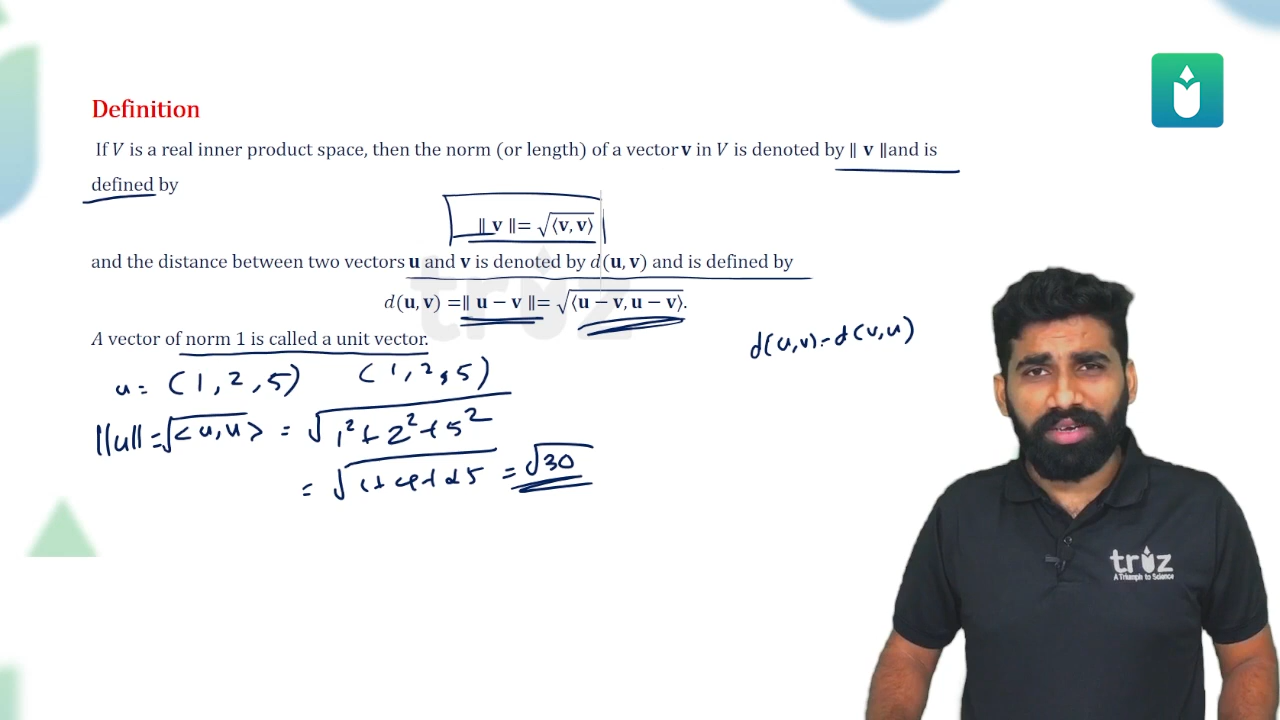 Definition
If V is a real inner product space, then the norm (or length) of a vector v in V is denoted by ‖ v ‖and is
defined by
‖ v ‖= √⟨v, v⟩
and the distance between two vectors u and v is denoted by d(u, v) and is defined by
d(u, v) =‖ u − v ‖= √⟨u − v, u − v⟩.
A vector of norm 1 is called a unit vector.
d(u,v) = d(v,u)
u = (1, 2, 5) (1, 2, 5)
||u|| = √<u, u> = √1² + 2² + 5²
= √1 + 4 + 25 = √30
truz
truz
A Triumph to Science